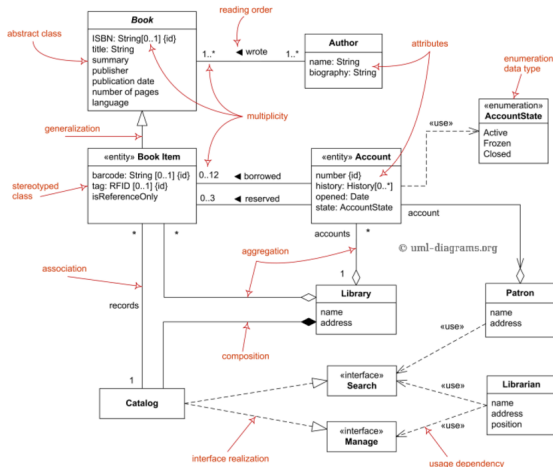 reading order
abstract class
Book
ISBN: String[0..1] {id}
title: String
summary
publisher
publication date
number of pages
language
1..*
◄ wrote
1..*
Author
name: String
biography: String
attributes
enumeration
data type
«enumeration»
AccountState
Active
Frozen
Closed
generalization
multiplicity
«use»
stereotyped
class
«entity» Book Item
barcode: String [0..1] {id}
tag: RFID [0..1] {id}
isReferenceOnly
0..12
◄ borrowed
0..3
◄ reserved
«entity» Account
number {id}
history: History[0..*]
opened: Date
state: AccountState
account
*
*
accounts
*
© uml-diagrams.org
association
aggregation
1
Library
name
address
Patron
name
address
records
composition
«use»
1
Catalog
«interface»
Search
«use»
Librarian
name
address
position
«interface»
Manage
«use»
interface realization
usage dependency